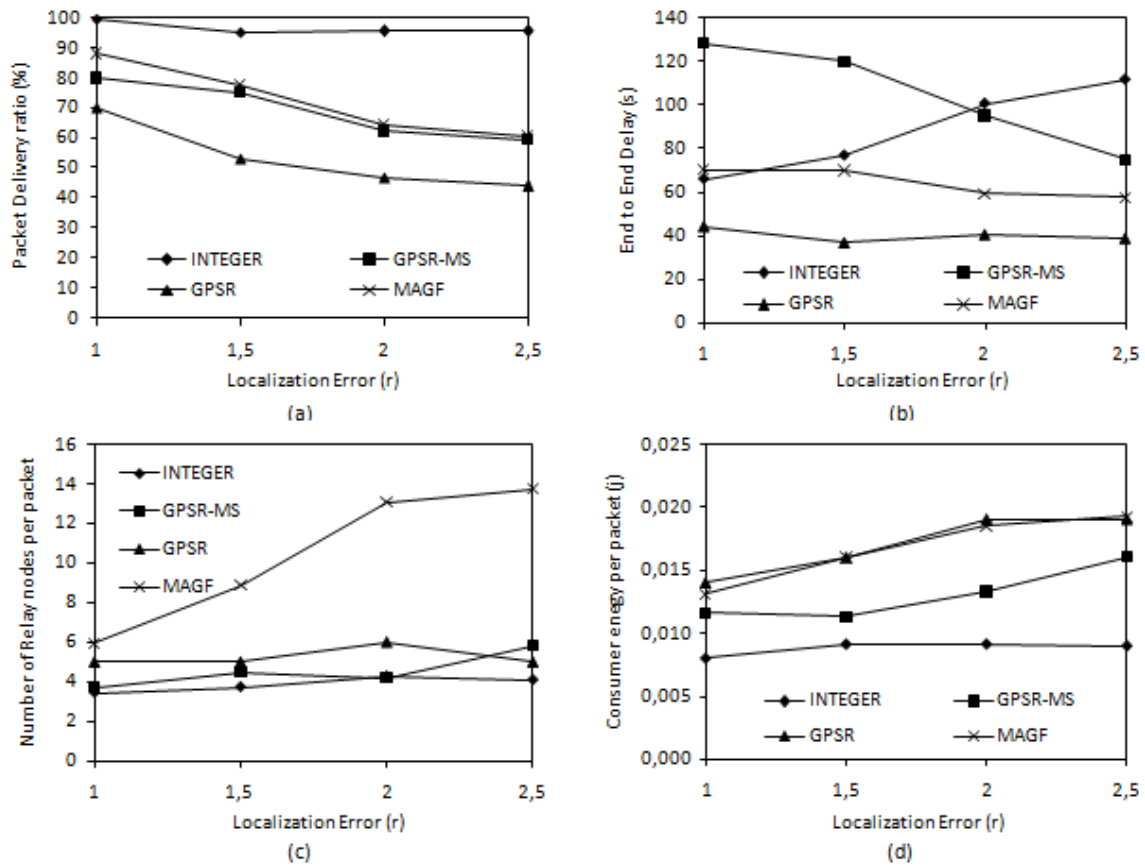 Packet Delivery ratio (%)
100
90
80
70
60
50
40
30
20
10
0
INTEGER
GPSR-MS
GPSR
MAGF
1
1,5
2
2,5
Localization Error (r)
(a)
End to End Delay (s)
140
120
100
80
60
40
20
0
INTEGER
GPSR-MS
GPSR
MAGF
1
1,5
2
2,5
Localization Error (r)
(b)
Number of Relay nodes per packet
16
14
12
10
8
6
4
2
0
INTEGER
GPSR-MS
GPSR
MAGF
1
1,5
2
2,5
Localization Error (r)
(c)
Consumer enegy per packet (j)
0,025
0,020
0,015
0,010
0,005
0,000
INTEGER
GPSR-MS
GPSR
MAGF
1
1,5
2
2,5
Localization Error (r)
(d)